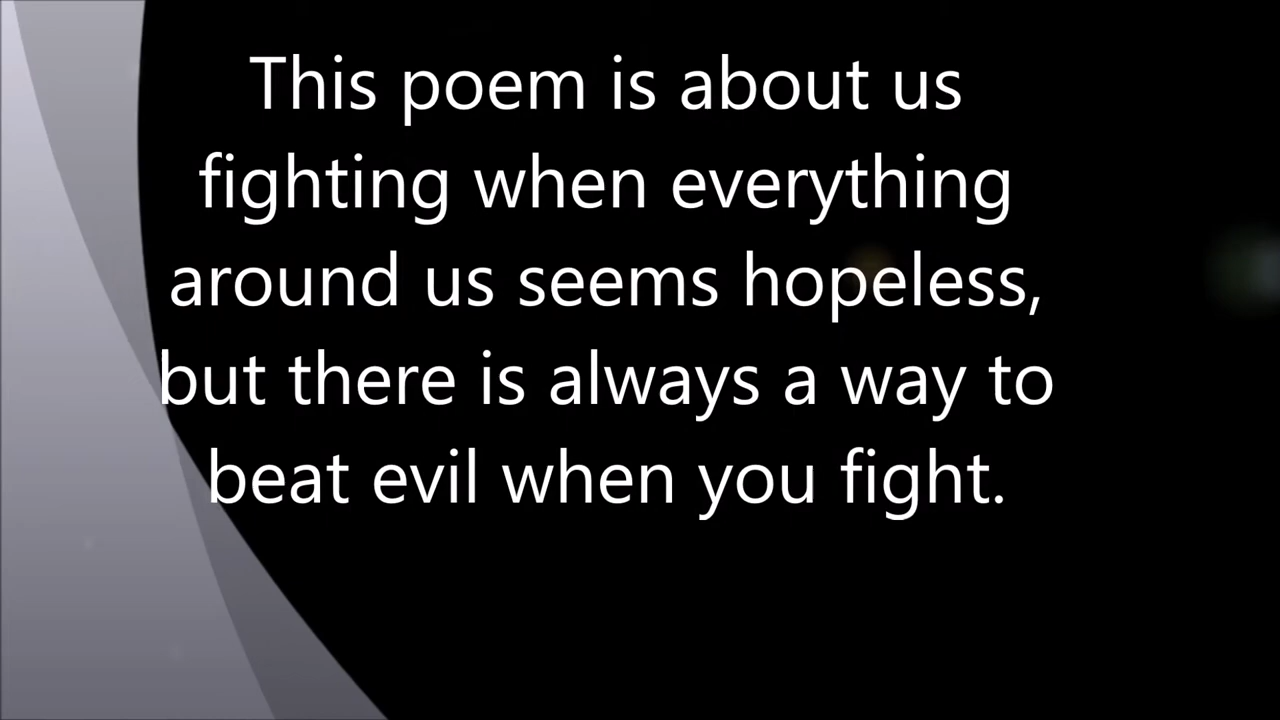 This poem is about us
fighting when everything
around us seems hopeless,
but there is always a way to
beat evil when you fight.